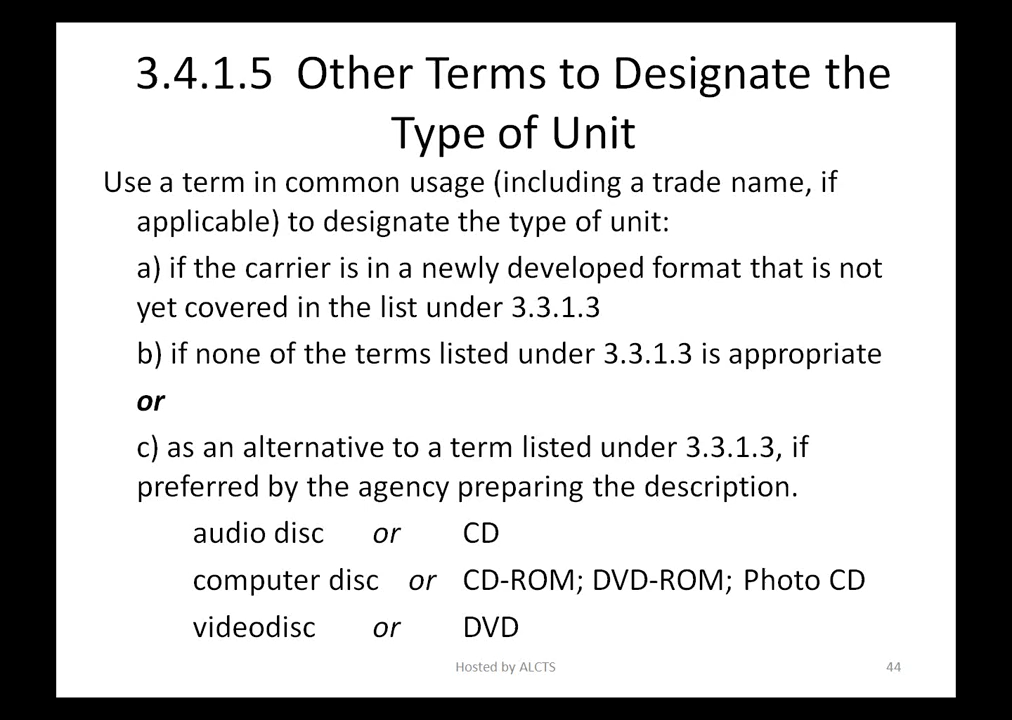 3.4.1.5 Other Terms to Designate the
Type of Unit
Use a term in common usage (including a trade name, if
applicable) to designate the type of unit:
a) if the carrier is in a newly developed format that is not
yet covered in the list under 3.3.1.3
b) if none of the terms listed under 3.3.1.3 is appropriate
or
c) as an alternative to a term listed under 3.3.1.3, if
preferred by the agency preparing the description.
audio disc or CD
computer disc or CD-ROM; DVD-ROM; Photo CD
videodisc or DVD
Hosted by ALCTS 44